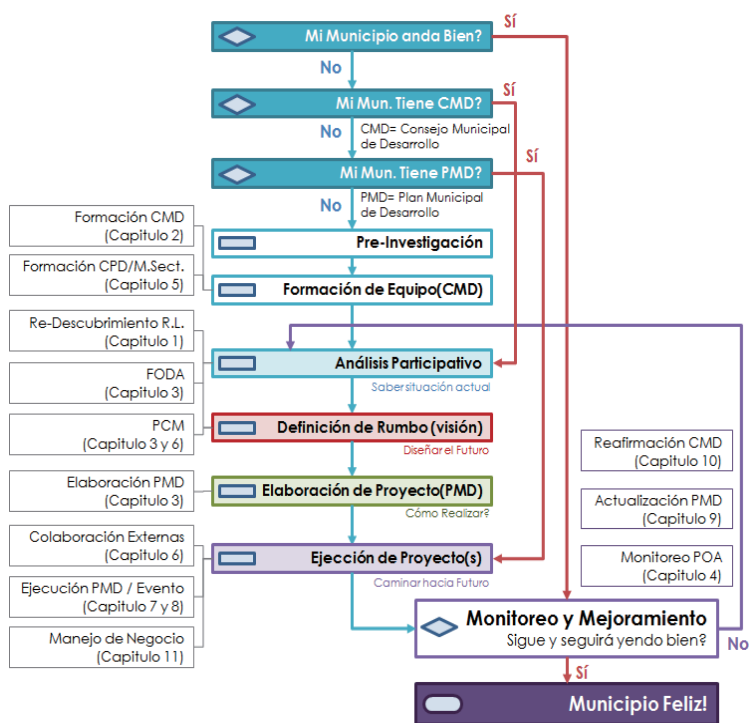 Mi Municipio anda Bien?
Sí
No
Mi Mun. Tiene CMD?
Sí
No
CMD= Consejo Municipal
de Desarrollo
Mi Mun. Tiene PMD?
Sí
No
PMD= Plan Municipal
de Desarrollo
Formación CMD
(Capitulo 2)
Pre-Investigación
Formación CPD/M.Sect.
(Capitulo 5)
Formación de Equipo(CMD)
Re-Descubrimiento R.L.
(Capitulo 1)
Análisis Participativo
Saber situación actual
FODA
(Capitulo 3)
PCM
(Capitulo 3 y 6)
Definición de Rumbo (visión)
Diseñar el Futuro
Elaboración PMD
(Capitulo 3)
Elaboración de Proyecto(PMD)
Cómo Realizar?
Colaboración Externas
(Capitulo 6)
Ejección de Proyecto(s)
Caminar hacia Futuro
Ejecución PMD / Evento
(Capitulo 7 y 8)
Manejo de Negocio
(Capitulo 11)
Reafirmación CMD
(Capitulo 10)
Actualización PMD
(Capitulo 9)
Monitoreo POA
(Capitulo 4)
Monitoreo y Mejoramiento
Sigue y seguirá yendo bien?
No
Sí
Municipio Feliz!